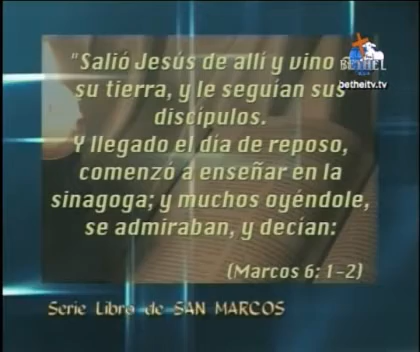 BETHEL
betheltv.tv
"Salió Jesús de allí y vino a
su tierra, y le seguían sus
discípulos.
Y llegado el día de reposo,
comenzó a enseñar en la
sinagoga; y muchos oyéndole,
se admiraban, y decían:
(Marcos 6: 1-2)
Serie Libro de SAN MARCOS